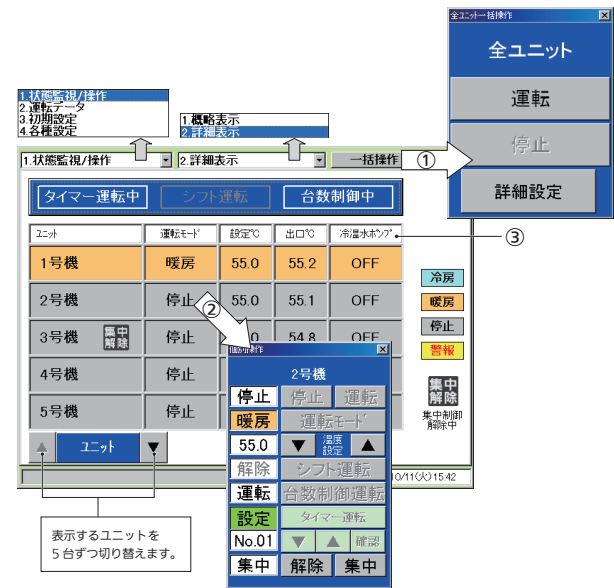 全ユニット一括操作
全ユニット
運転
停止
詳細設定
1.状態監視/操作
2.運転データ
3.初期設定
4.各種設定
1.概略表示
2.詳細表示
1.状態監視/操作 2.詳細表示 一括操作 ①
タイマー運転中 シフト運転 台数制御中
ユニット 運転モード 設定℃ 出口℃ 冷温水ポンプ ③
1号機 暖房 55.0 55.2 OFF
2号機 停止 55.0 55.1 OFF
3号機 集中解除 停止 .0 54.8 OFF
4号機 停止
5号機 停止
ユニット
冷房
暖房
停止
警報
集中
解除
集中制御
解除中
10/11(火)15:42
②
個別操作
2号機
停止 停止 運転
暖房 運転モード
55.0 ▼ 温度設定 ▲
解除 シフト運転
運転 台数制御運転
設定 タイマー運転
No.01 ▼ ▲ 確認
集中 解除 集中
表示するユニットを
5台ずつ切り替えます。